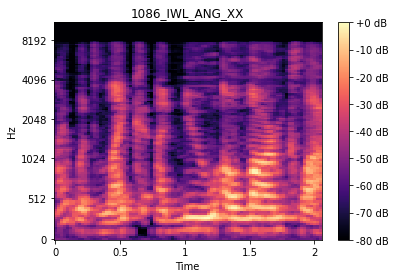 1086_IWL_ANG_XX
+0 dB
8192
-10 dB
4096
-20 dB
-30 dB
2048
-40 dB
Hz
1024
-50 dB
512
-60 dB
-70 dB
0
-80 dB
0 0.5 1 1.5 2
Time